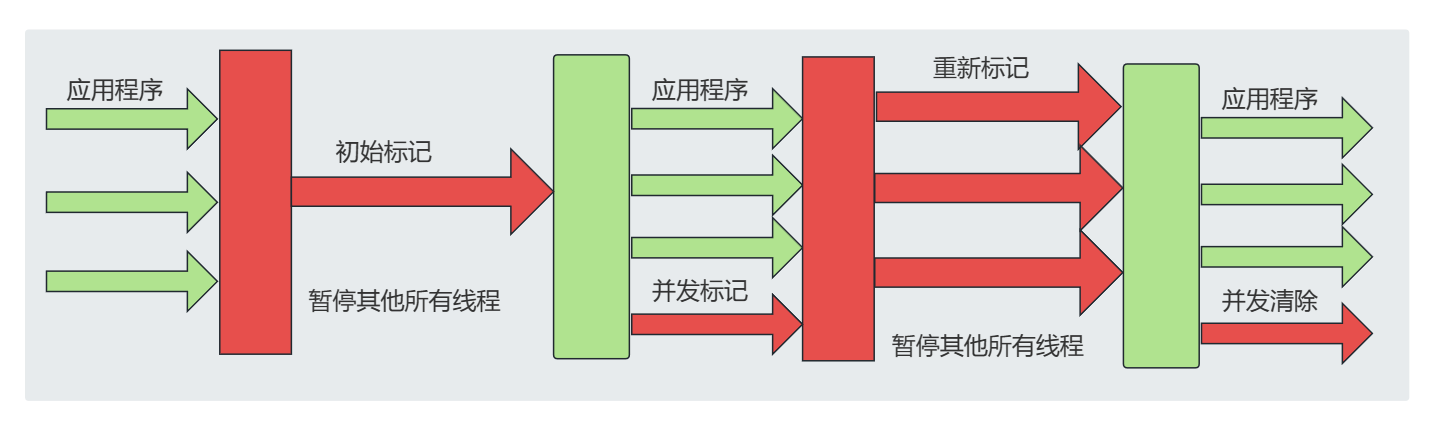 应用程序
初始标记
暂停其他所有线程
应用程序
并发标记
重新标记
暂停其他所有线程
应用程序
并发清除